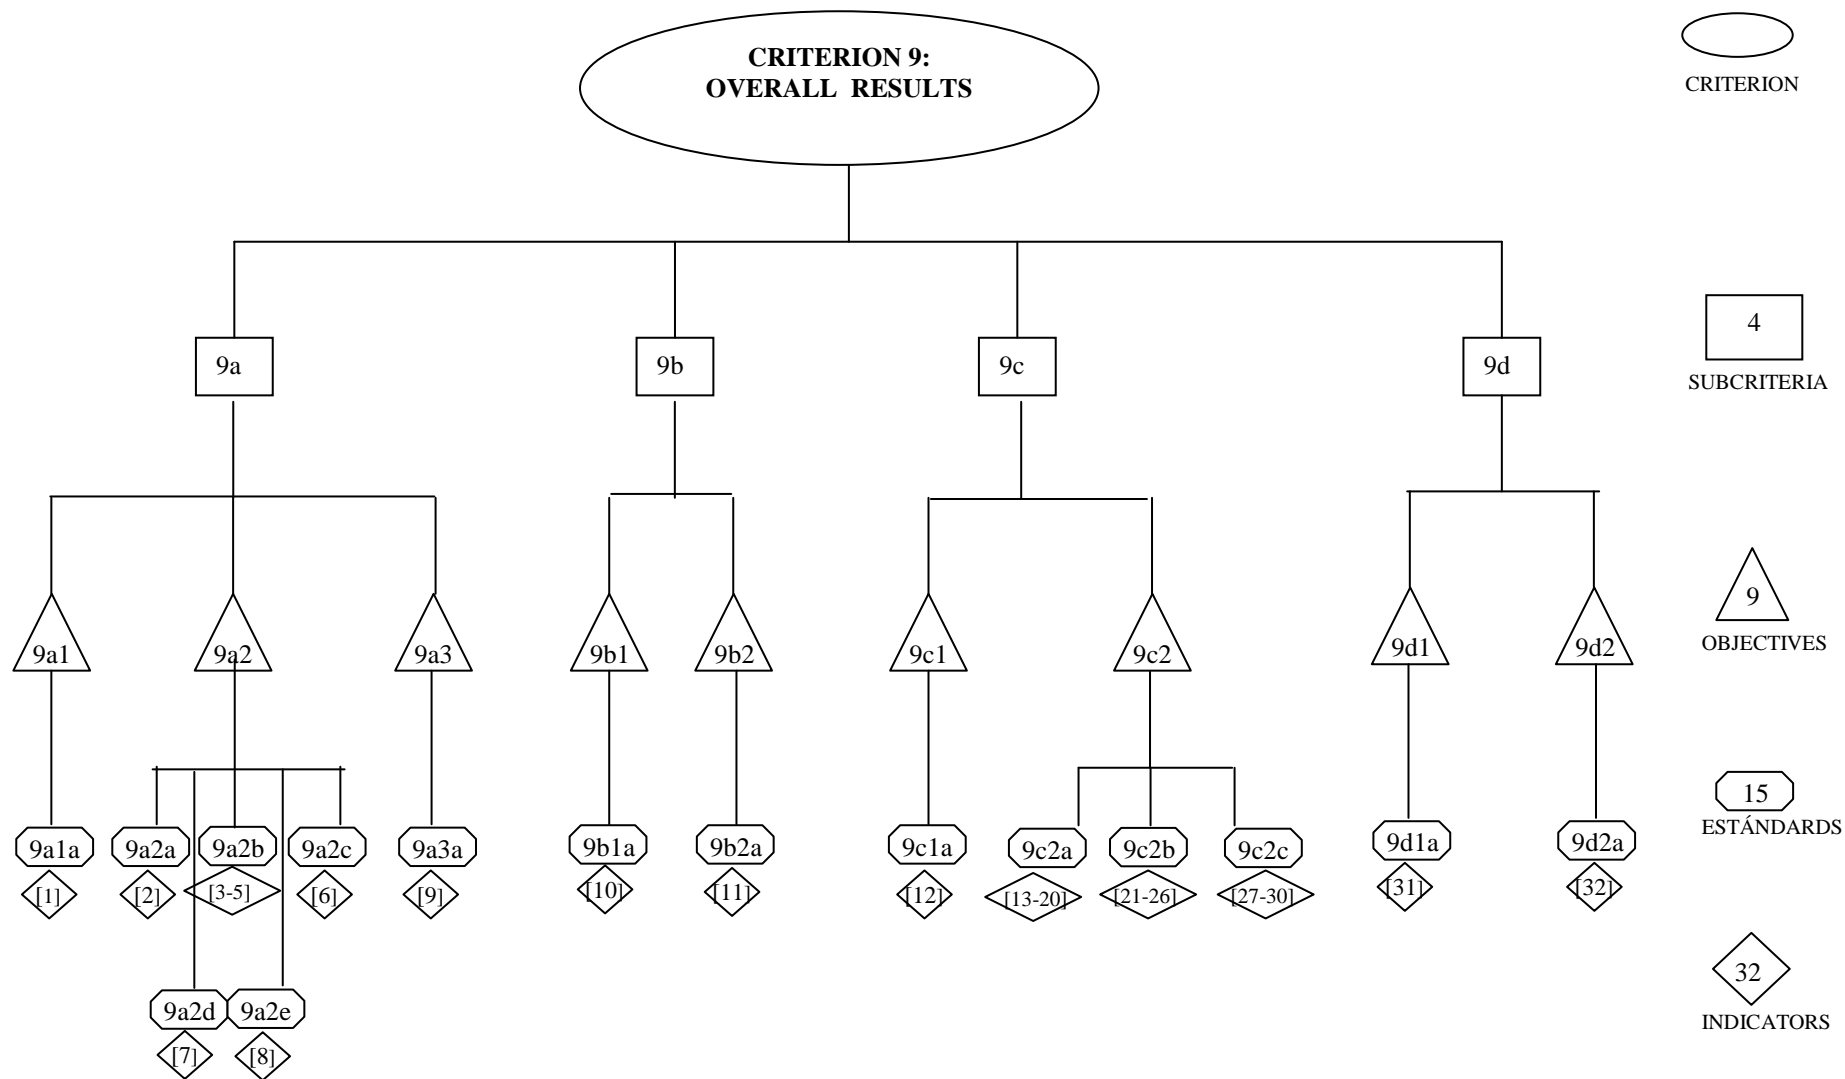 CRITERION 9:
OVERALL RESULTS
CRITERION
9a
9b
9c
9d
4
SUBCRITERIA
9a1
9a2
9a3
9b1
9b2
9c1
9c2
9d1
9d2
9
OBJECTIVES
9a1a
9a2a
9a2b
9a2c
9a3a
9b1a
9b2a
9c1a
9c2a
9c2b
9c2c
9d1a
9d2a
15
ESTÁNDARDS
[1]
[2]
[3-5]
[6]
[9]
[10]
[11]
[12]
[13-20]
[21-26]
[27-30]
[31]
[32]
9a2d
9a2e
[7]
[8]
32
INDICATORS